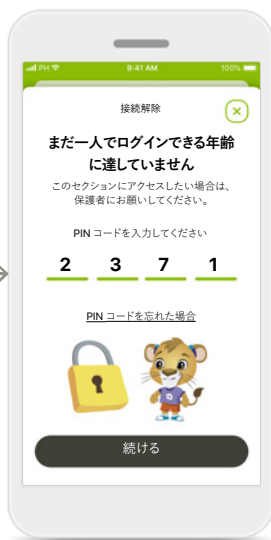 PH 9:41 AM 100%
接続解除
まだ一人でログインできる年齢
に達していません
このセクションにアクセスしたい場合は、
保護者にお願いしてください。
PIN コードを入力してください
2 3 7 1
PIN コードを忘れた場合
続ける